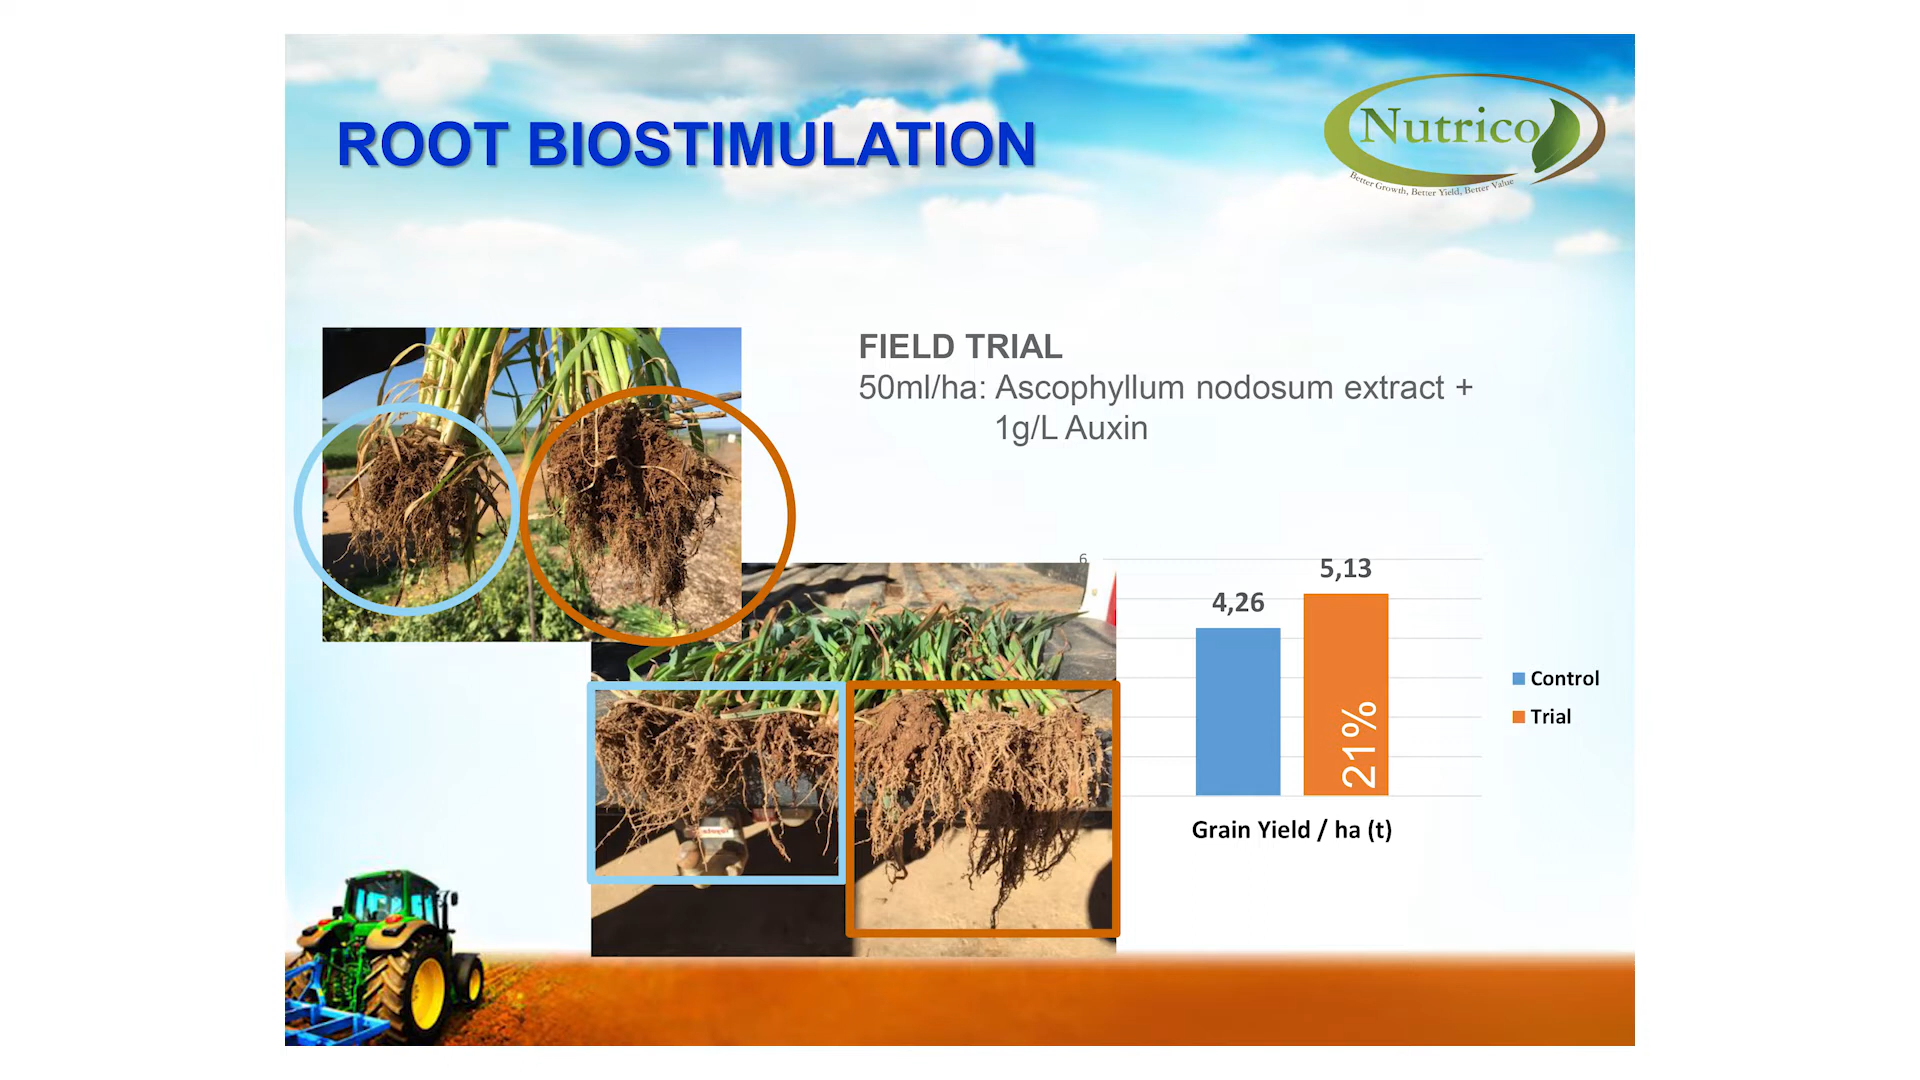 ROOT BIOSTIMULATION
Nutrico
Better Growth, Better Yield, Better Value
FIELD TRIAL
50ml/ha: Ascophyllum nodosum extract +
1g/L Auxin
6
4,26
5,13
21%
Control
Trial
Grain Yield / ha (t)